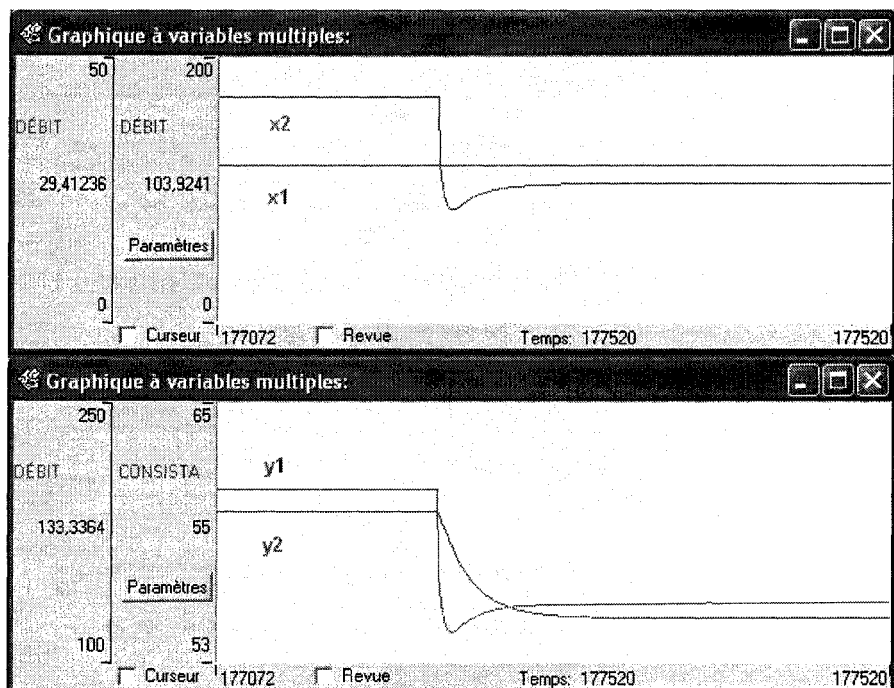 Graphique à variables multiples:
50 200
DÉBIT DÉBIT x2
29,41236 103,9241
x1
Paramètres
0 0
Curseur 177072 Revue Temps: 177520 177520
Graphique à variables multiples:
250 65
DÉBIT CONSISTA y1
133,3364 55
y2
Paramètres
100 53
Curseur 177072 Revue Temps: 177520 177520